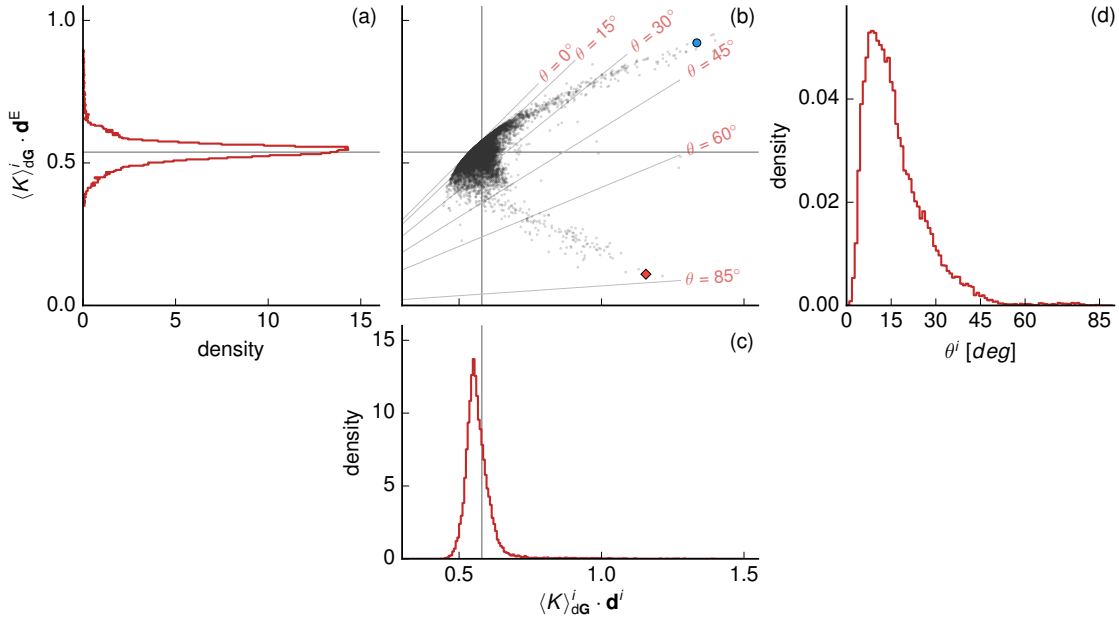 (a)
1.0
0.5
0.0
0
5
10
15
density
⟨K⟩ⁱ_dG · d^E
(b)
θ = 0°
θ = 15°
θ = 30°
θ = 45°
θ = 60°
θ = 85°
(c)
15
10
5
0
0.5
1.0
1.5
density
⟨K⟩ⁱ_dG · dⁱ
(d)
0.04
0.02
0.00
0
15
30
45
60
85
density
θⁱ [deg]